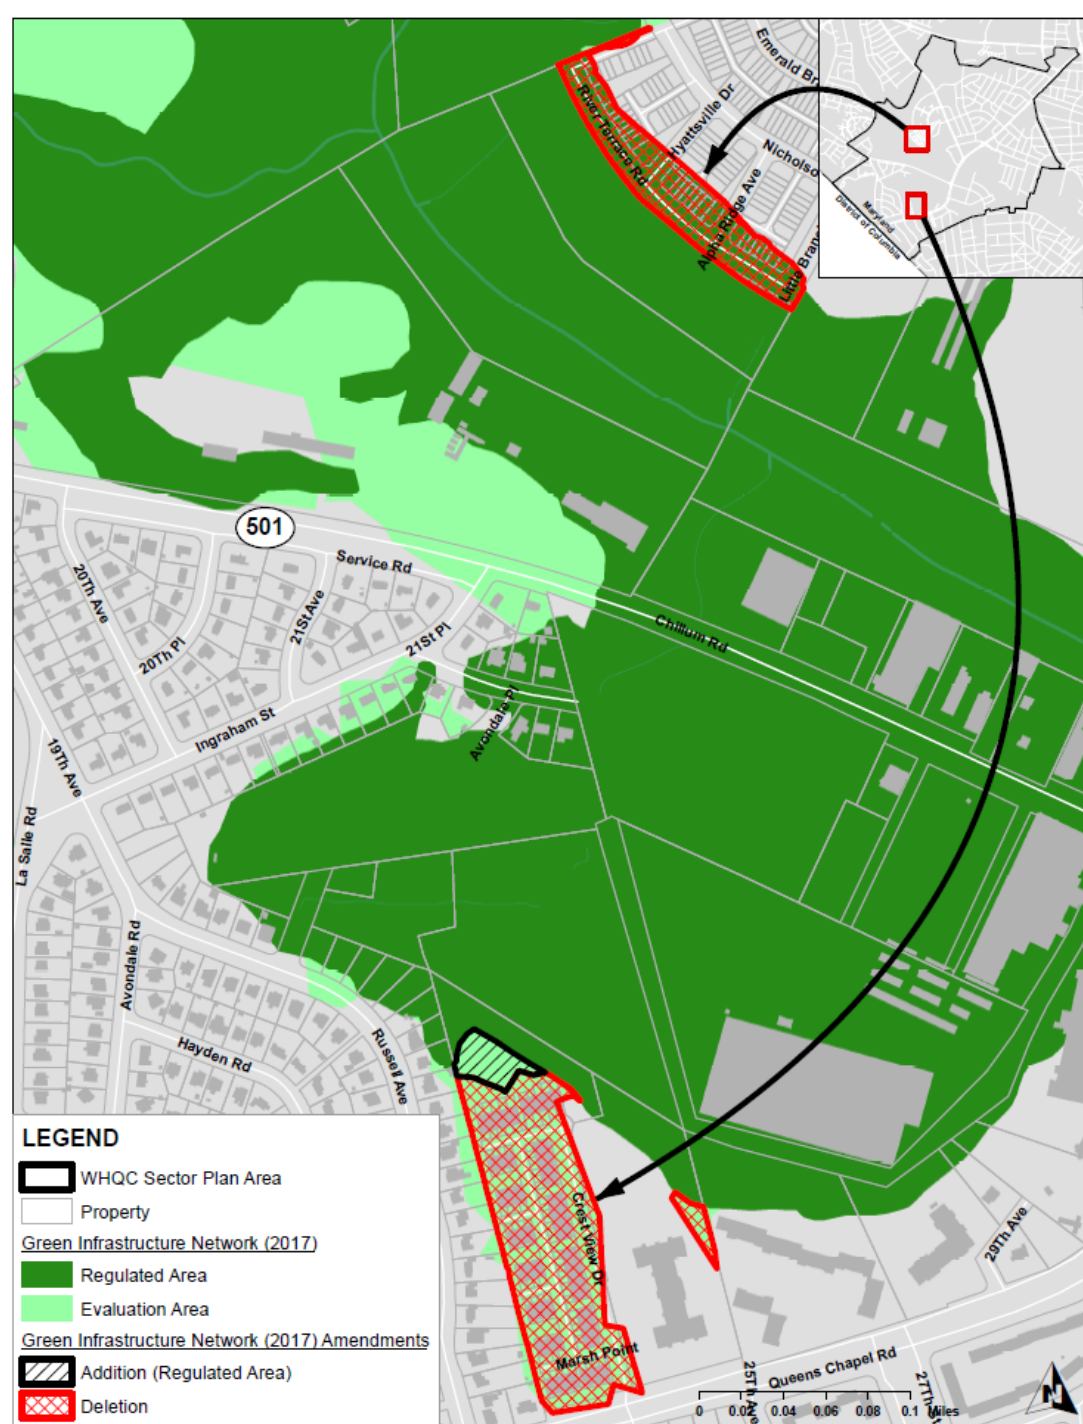 Emerald Br
Hyattsville Dr
River Terrace Rd
Nicholso
Alpha Ridge Ave
Little Bran
Maryland
District of Columbia
501
Service Rd
20Th Ave
21St Ave
20Th Pl
21St Pl
Chillum Rd
Ingraham St
Avondale Pl
19Th Ave
La Salle Rd
Avondale Rd
Hayden Rd
Russell Ave
Crest View Dr
29Th Ave
Marsh Point
Queens Chapel Rd
25Th Ave
27Th St
LEGEND
WHQC Sector Plan Area
Property
Green Infrastructure Network (2017)
Regulated Area
Evaluation Area
Green Infrastructure Network (2017) Amendments
Addition (Regulated Area)
Deletion
0 0.02 0.04 0.06 0.08 0.1 Miles
N